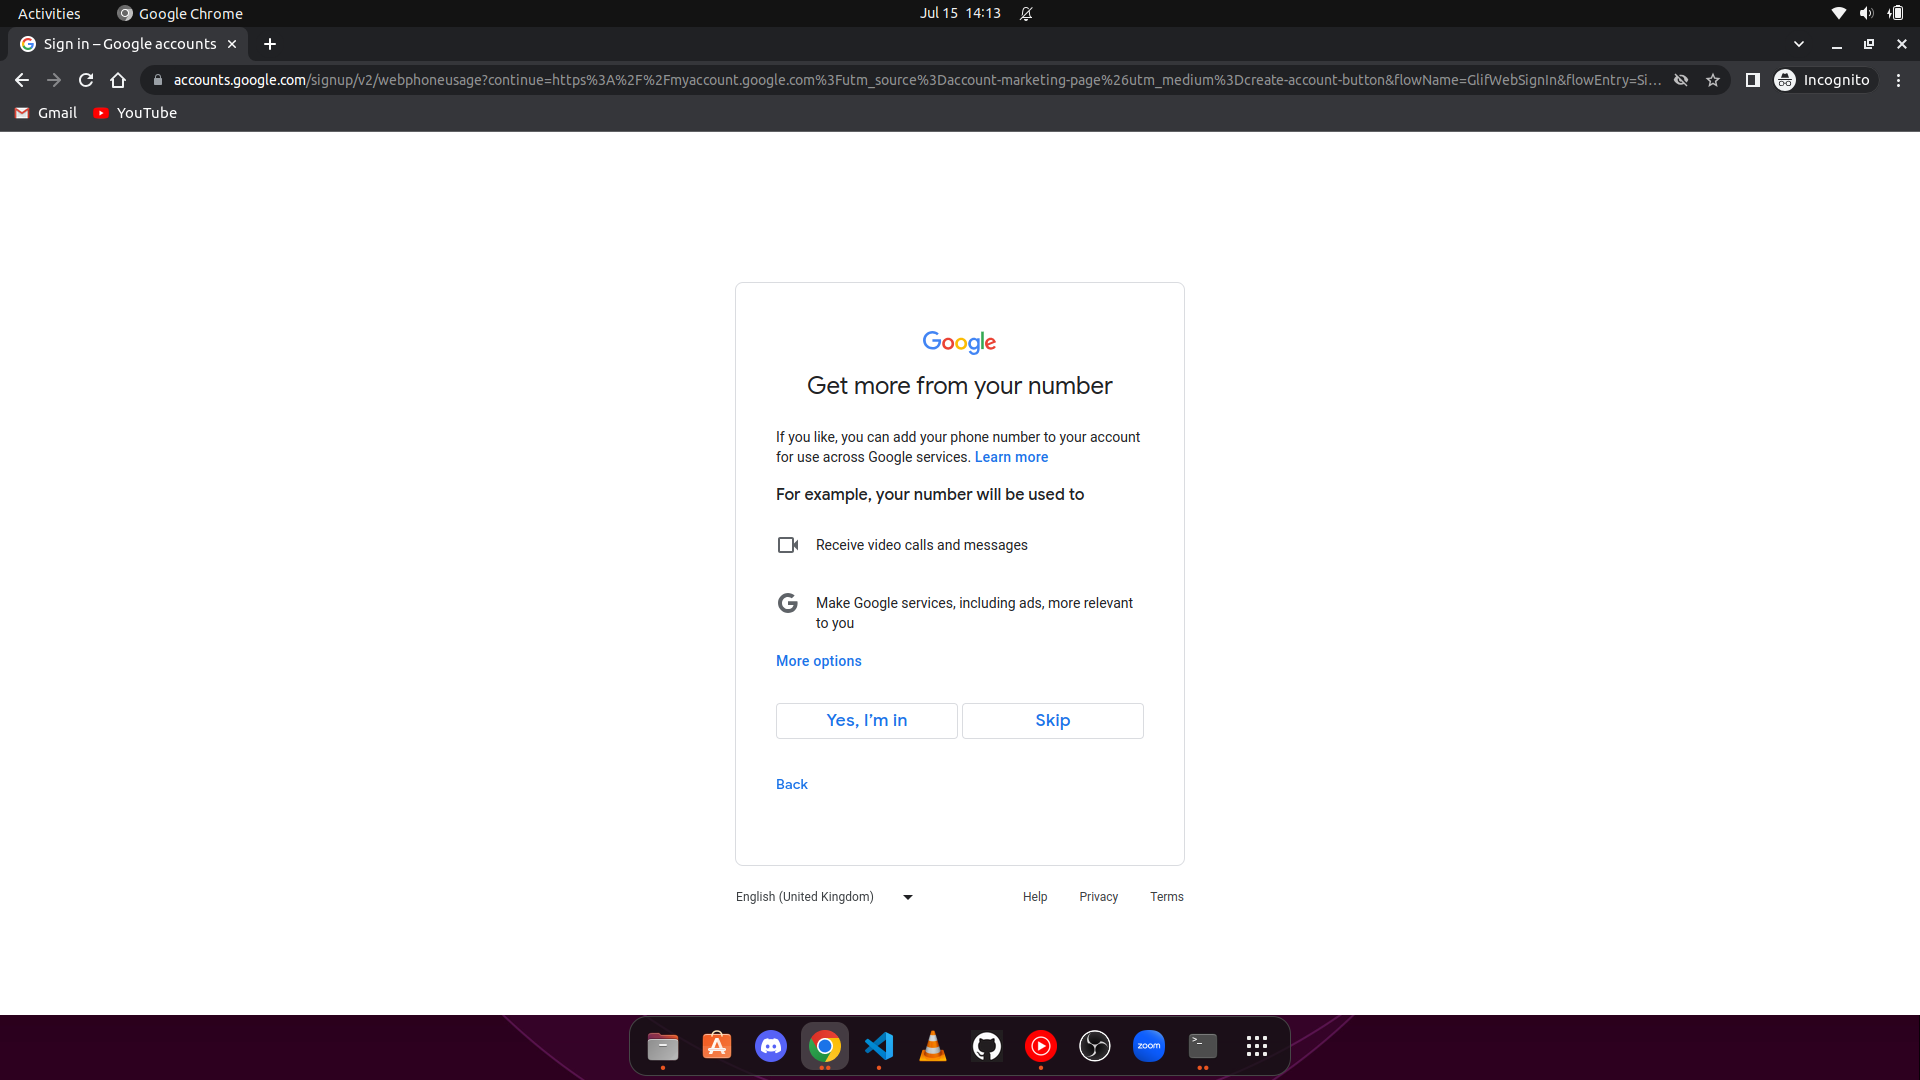 Activities
Google Chrome
Jul 15 14:13
Sign in – Google accounts
accounts.google.com/signup/v2/webphoneusage?continue=https%3A%2F%2Fmyaccount.google.com%3Futm_source%3Daccount-marketing-page%26utm_medium%3Dcreate-account-button&flowName=GlifWebSignIn&flowEntry=Si...
Incognito
Gmail
YouTube
Google
Get more from your number
If you like, you can add your phone number to your account
for use across Google services. Learn more
For example, your number will be used to
Receive video calls and messages
Make Google services, including ads, more relevant
to you
More options
Yes, I'm in
Skip
Back
English (United Kingdom)
Help
Privacy
Terms
zoom